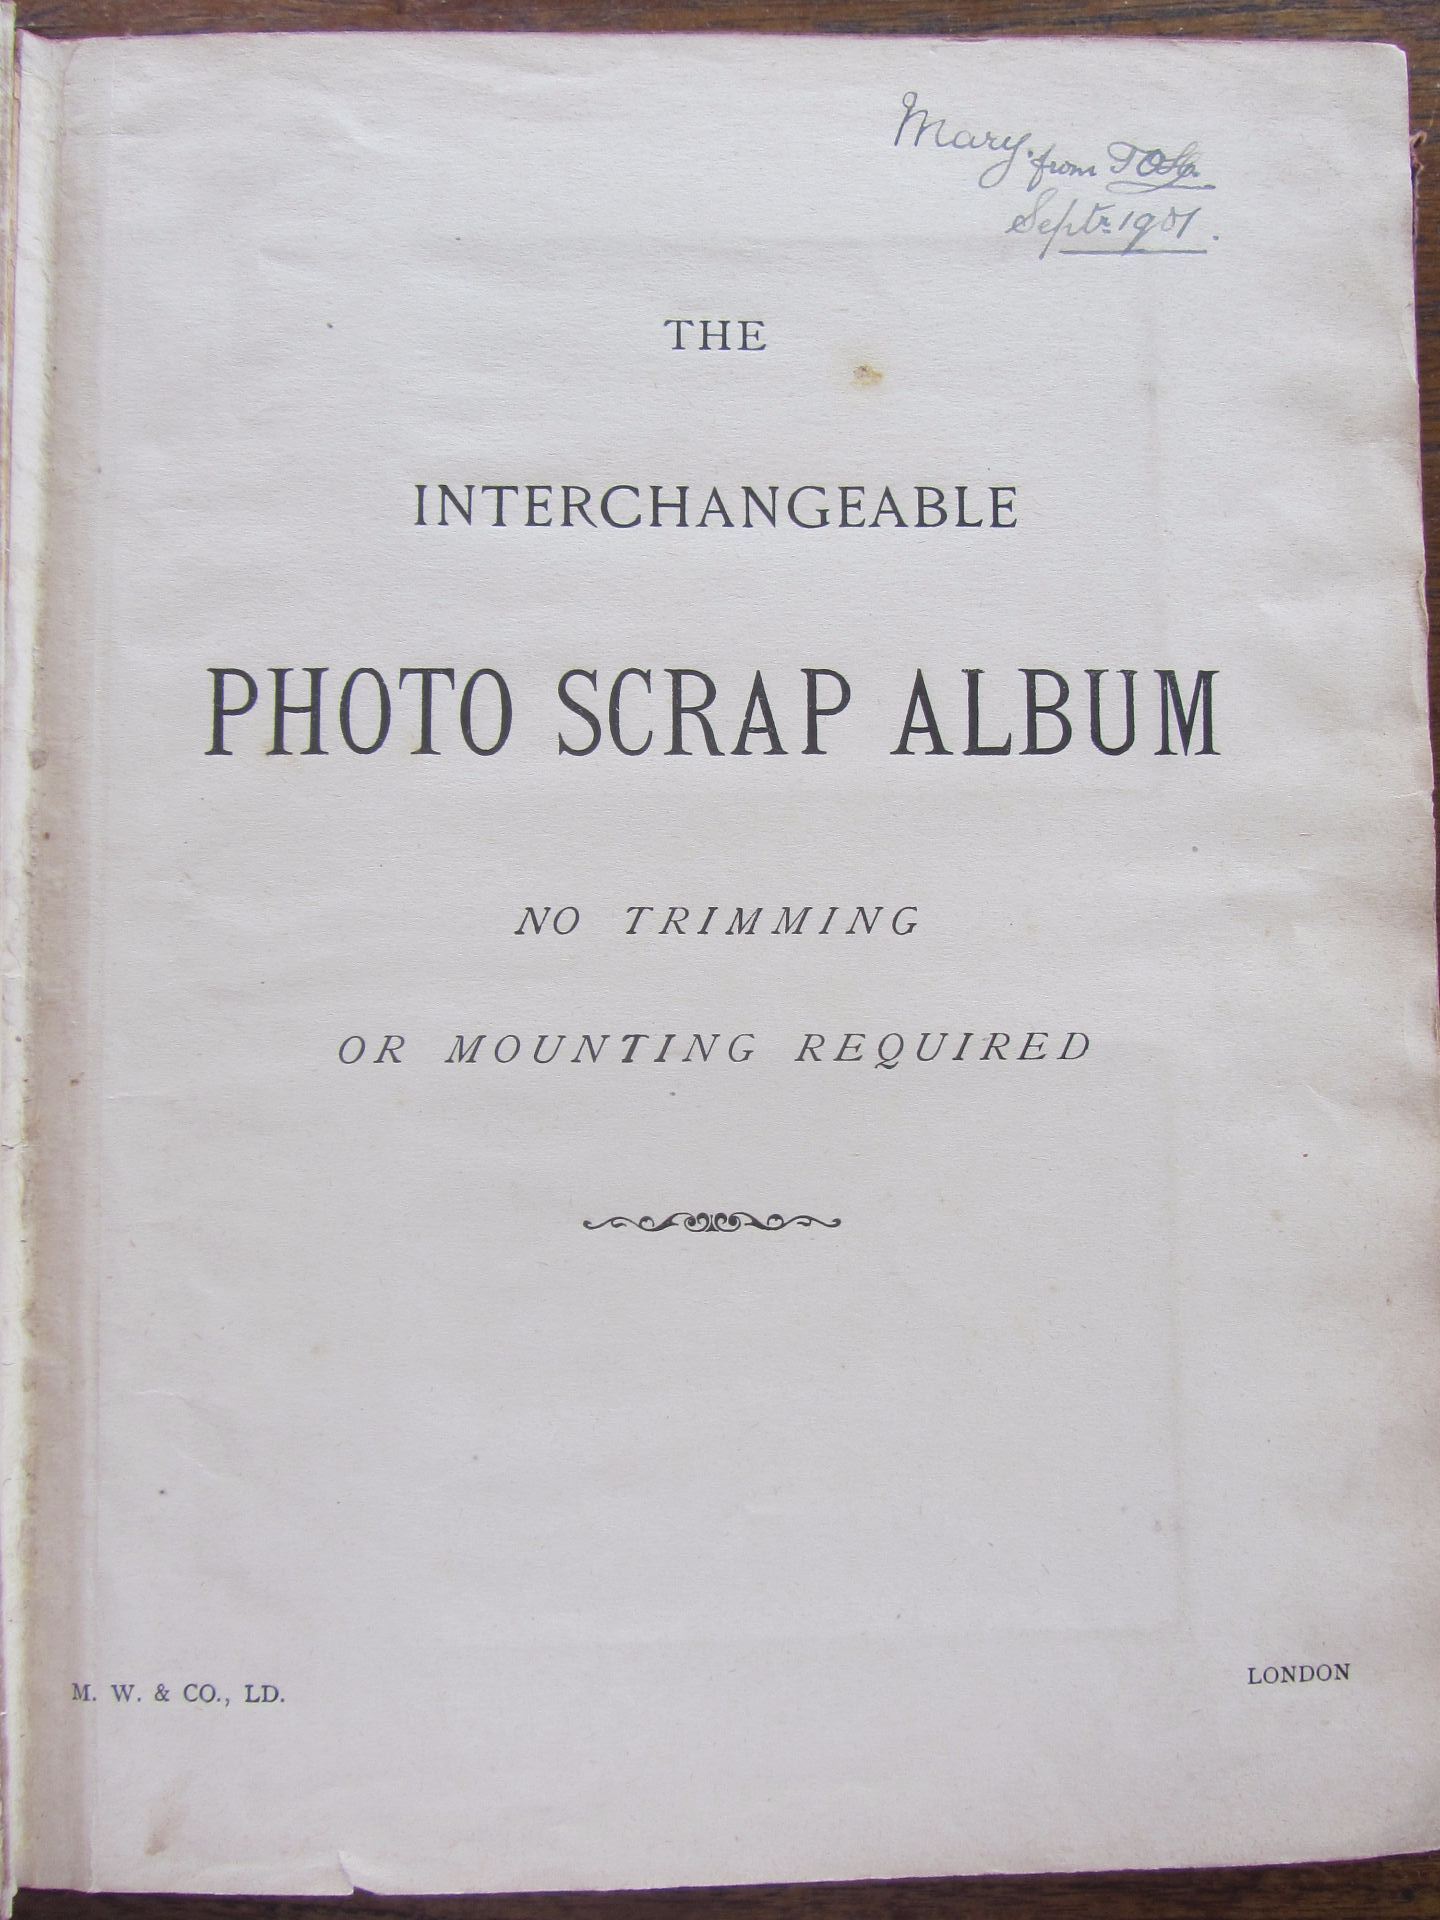 Mary. from
Septr. 1901.
THE
INTERCHANGEABLE
PHOTO SCRAP ALBUM
NO TRIMMING
OR MOUNTING REQUIRED
M. W. & CO., LD.
LONDON